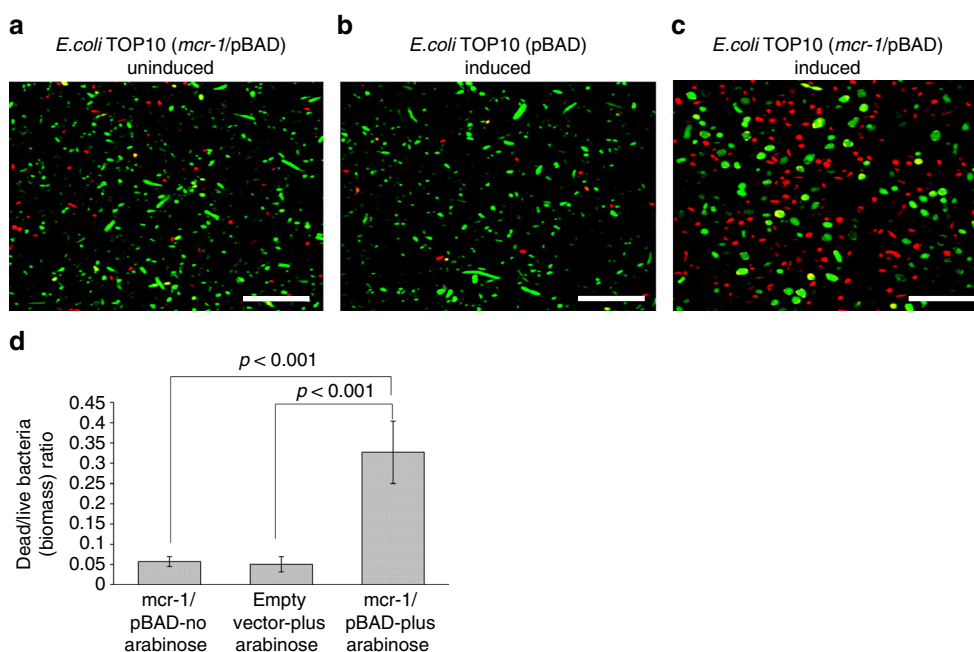 a
E.coli TOP10 (mcr-1/pBAD)
uninduced
b
E.coli TOP10 (pBAD)
induced
c
E.coli TOP10 (mcr-1/pBAD)
induced
d
p < 0.001
p < 0.001
Dead/live bacteria
(biomass) ratio
0.45
0.4
0.35
0.3
0.25
0.2
0.15
0.1
0.05
0
mcr-1/
pBAD-no
arabinose
Empty
vector-plus
arabinose
mcr-1/
pBAD-plus
arabinose